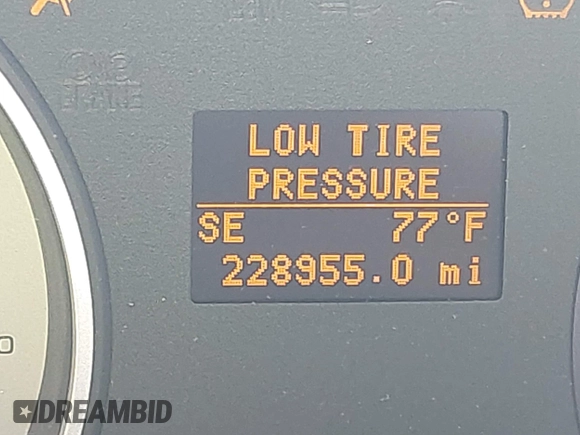 LOW TIRE
PRESSURE
SE 77°F
228955.0 mi
DREAMBID